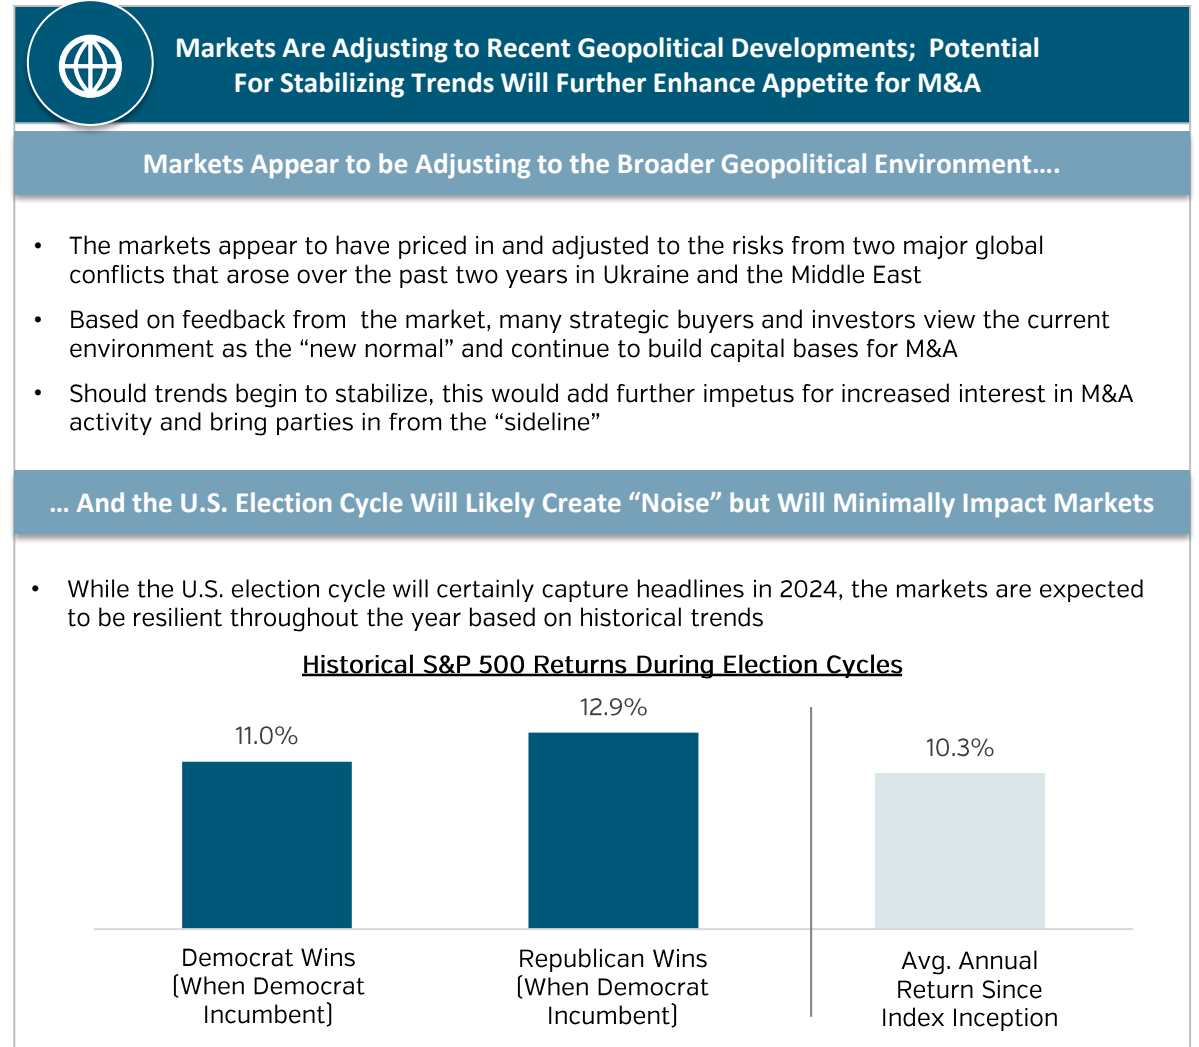 Markets Are Adjusting to Recent Geopolitical Developments;  Potential
For Stabilizing Trends Will Further Enhance Appetite for M&A
Markets Appear to be Adjusting to the Broader Geopolitical Environment….
• The markets appear to have priced in and adjusted to the risks from two major global
conflicts that arose over the past two years in Ukraine and the Middle East
• Based on feedback from  the market, many strategic buyers and investors view the current
environment as the “new normal” and continue to build capital bases for M&A
• Should trends begin to stabilize, this would add further impetus for increased interest in M&A
activity and bring parties in from the “sideline”
… And the U.S. Election Cycle Will Likely Create “Noise” but Will Minimally Impact Markets
• While the U.S. election cycle will certainly capture headlines in 2024, the markets are expected
to be resilient throughout the year based on historical trends
Historical S&P 500 Returns During Election Cycles
11.0%
12.9%
10.3%
Democrat Wins
(When Democrat
Incumbent)
Republican Wins
(When Democrat
Incumbent)
Avg. Annual
Return Since
Index Inception